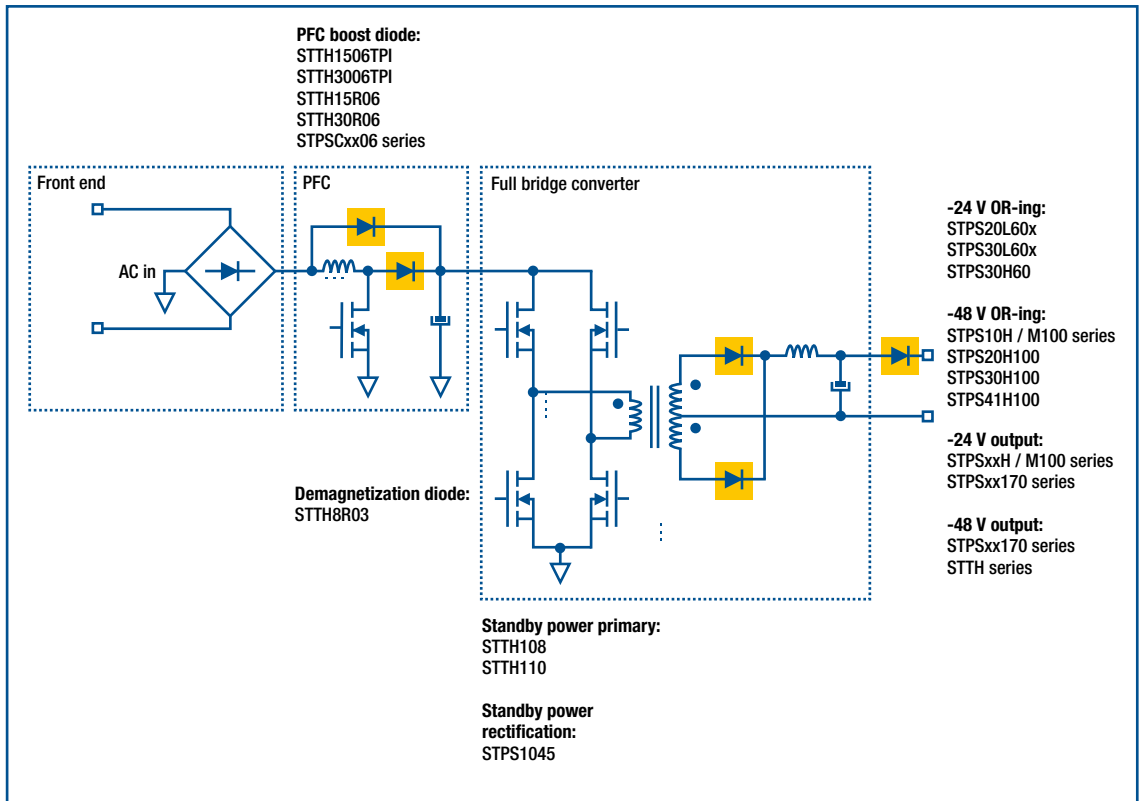 PFC boost diode:
STTH1506TPI
STTH3006TPI
STTH15R06
STTH30R06
STPSCxx06 series
Front end
PFC
Full bridge converter
AC in
-24 V OR-ing:
STPS20L60x
STPS30L60x
STPS30H60
-48 V OR-ing:
STPS10H / M100 series
STPS20H100
STPS30H100
STPS41H100
-24 V output:
STPSxxH / M100 series
STPSxx170 series
-48 V output:
STPSxx170 series
STTH series
Demagnetization diode:
STTH8R03
Standby power primary:
STTH108
STTH110
Standby power
rectification:
STPS1045